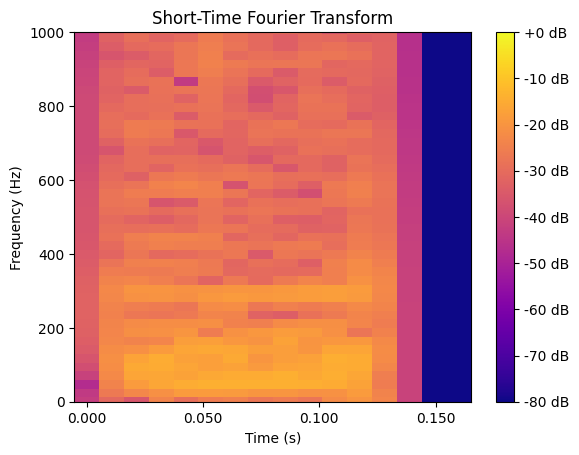 Short-Time Fourier Transform
1000
800
600
400
200
0
Frequency (Hz)
0.000
0.050
0.100
0.150
Time (s)
+0 dB
-10 dB
-20 dB
-30 dB
-40 dB
-50 dB
-60 dB
-70 dB
-80 dB